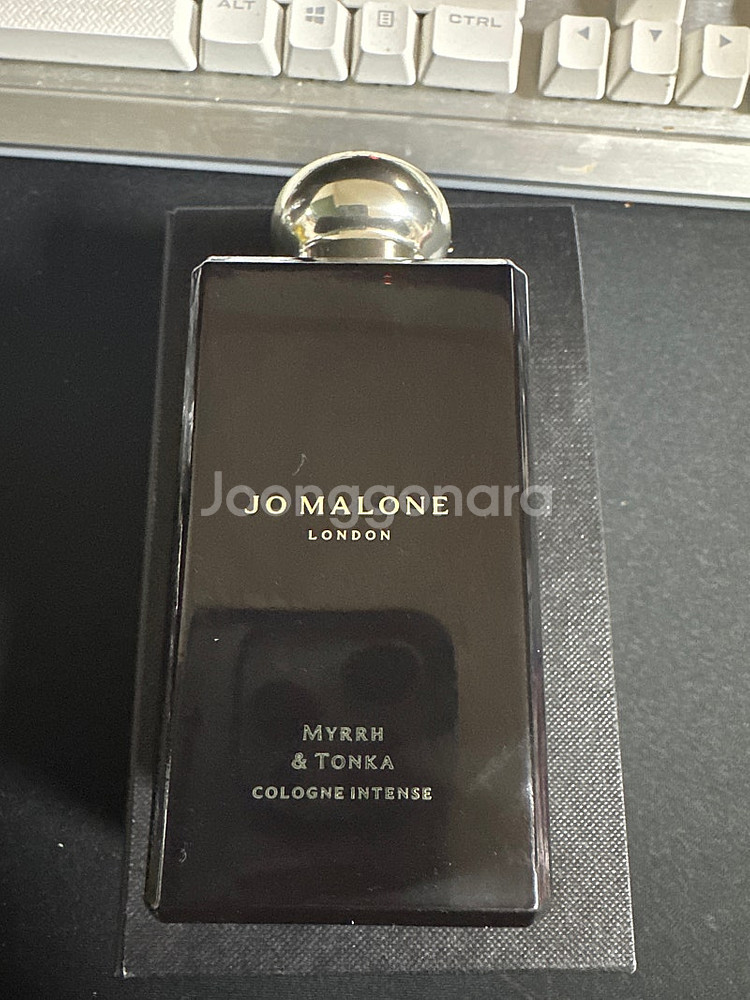 ALT
CTRL
Joonggonara
JO MALONE
LONDON
MYRRH
& TONKA
COLOGNE INTENSE